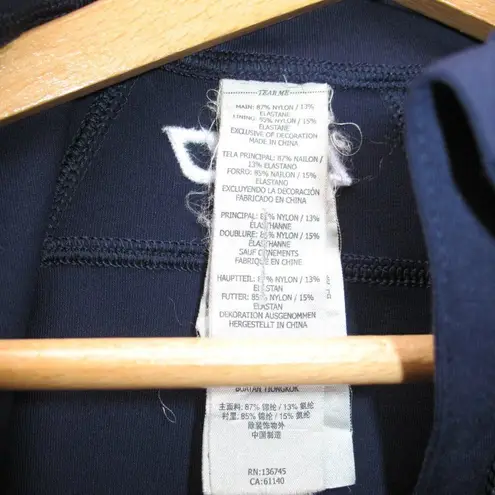 TEAR ME
MAIN: 87% NYLON / 13%
ELASTANE
LINING: 85% NYLON / 15%
ELASTANE
EXCLUSIVE OF DECORATION
MADE IN CHINA
TELA PRINCIPAL: 87% NAILON /
13% ELASTANO
FORRO: 85% NAILON / 15%
ELASTANO
EXCLUYENDO LA DECORACIÓN
FABRICADO EN CHINA
PRINCIPAL: 87% NYLON / 13%
ÉLASTHANNE
DOUBLURE: 85% NYLON / 15%
ÉLASTHANNE
SAUF ORNEMENTS
FABRIQUÉ EN CHINE
HAUPTTEIL: 87% NYLON / 13%
ELASTAN
FUTTER: 85% NYLON / 15%
ELASTAN
DEKORATION AUSGENOMMEN
HERGESTELLT IN CHINA
主面料: 87% 锦纶 / 13% 氨纶
衬里: 85% 锦纶 / 15% 氨纶
除装饰物外
中国制造
RN:136745
CA:61140